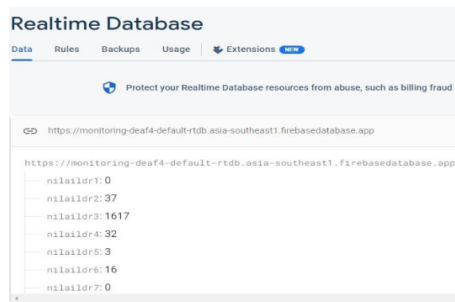 Realtime Database
Data Rules Backups Usage Extensions NEW
Protect your Realtime Database resources from abuse, such as billing fraud
https://monitoring-deaf4-default-rtdb.asia-southeast1.firebasedatabase.app
https://monitoring-deaf4-default-rtdb.asia-southeast1.firebasedatabase.app
nilaildr1: 0
nilaildr2: 37
nilaildr3: 1617
nilaildr4: 32
nilaildr5: 3
nilaildr6: 16
nilaildr7: 0